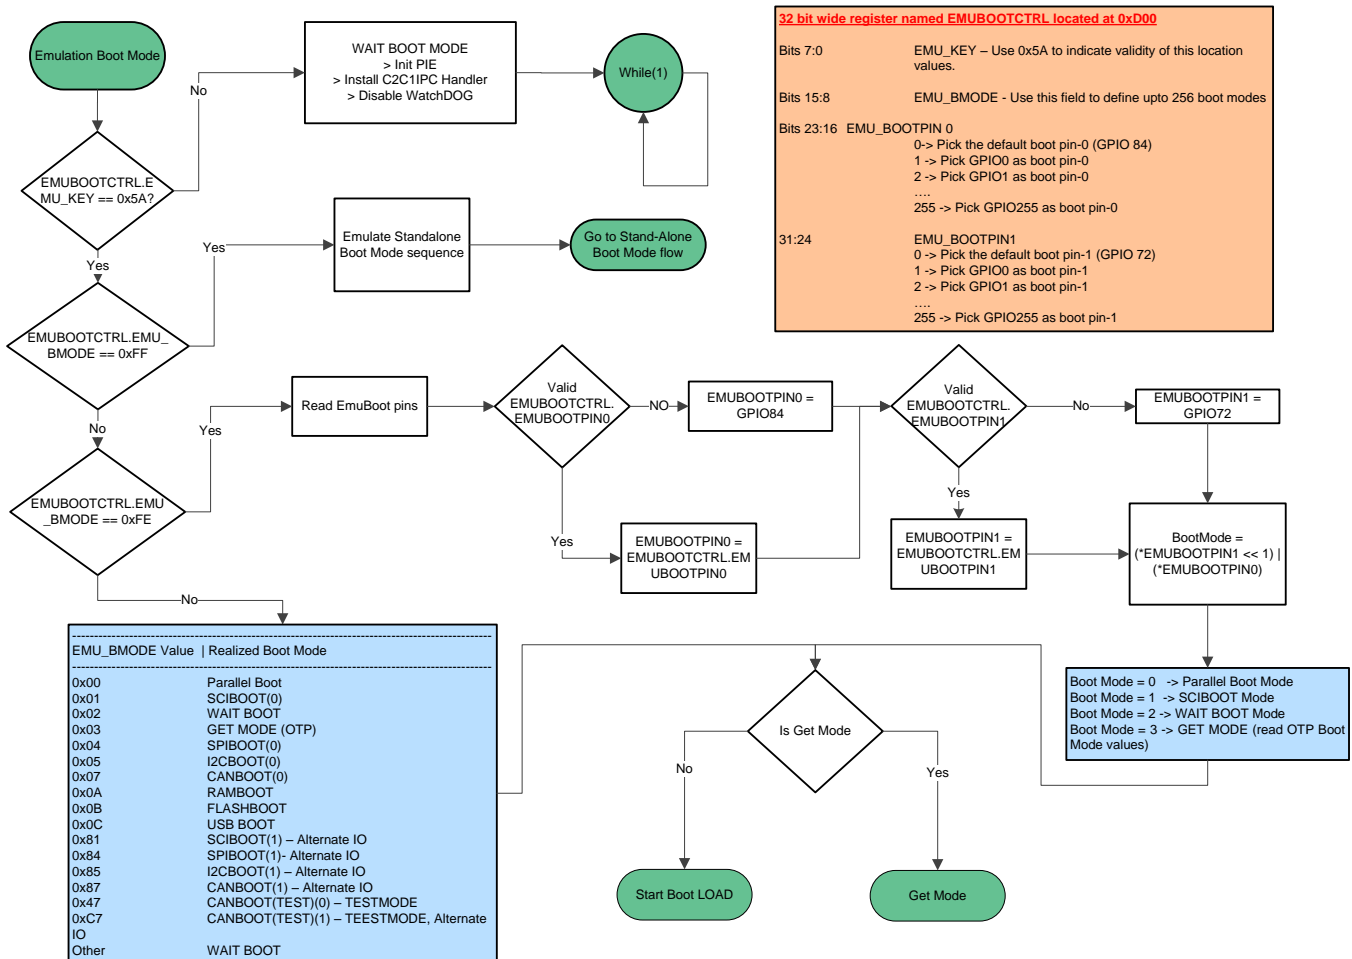 Emulation Boot Mode
No
WAIT BOOT MODE
> Init PIE
> Install C2C1IPC Handler
> Disable WatchDOG
While(1)
32 bit wide register named EMUBOOTCTRL located at 0xD00
Bits 7:0 EMU_KEY – Use 0x5A to indicate validity of this location
values.
Bits 15:8 EMU_BMODE - Use this field to define upto 256 boot modes
Bits 23:16 EMU_BOOTPIN 0
0-> Pick the default boot pin-0 (GPIO 84)
1 -> Pick GPIO0 as boot pin-0
2 -> Pick GPIO1 as boot pin-0
....
255 -> Pick GPIO255 as boot pin-0
31:24 EMU_BOOTPIN1
0 -> Pick the default boot pin-1 (GPIO 72)
1 -> Pick GPIO0 as boot pin-1
2 -> Pick GPIO1 as boot pin-1
....
255 -> Pick GPIO255 as boot pin-1
EMUBOOTCTRL.E
MU_KEY == 0x5A?
Yes
Yes
Emulate Standalone
Boot Mode sequence
Go to Stand-Alone
Boot Mode flow
EMUBOOTCTRL.EMU_
BMODE == 0xFF
No
Yes
Read EmuBoot pins
Valid
EMUBOOTCTRL.
EMUBOOTPIN0
NO
EMUBOOTPIN0 =
GPIO84
Valid
EMUBOOTCTRL.
EMUBOOTPIN1
No
EMUBOOTPIN1 =
GPIO72
EMUBOOTCTRL.EMU
_BMODE == 0xFE
Yes
EMUBOOTPIN0 =
EMUBOOTCTRL.EM
UBOOTPIN0
Yes
EMUBOOTPIN1 =
EMUBOOTCTRL.EM
UBOOTPIN1
BootMode =
(*EMUBOOTPIN1 << 1) |
(*EMUBOOTPIN0)
No
EMU_BMODE Value | Realized Boot Mode
0x00 Parallel Boot
0x01 SCIBOOT(0)
0x02 WAIT BOOT
0x03 GET MODE (OTP)
0x04 SPIBOOT(0)
0x05 I2CBOOT(0)
0x07 CANBOOT(0)
0x0A RAMBOOT
0x0B FLASHBOOT
0x0C USB BOOT
0x81 SCIBOOT(1) – Alternate IO
0x84 SPIBOOT(1)- Alternate IO
0x85 I2CBOOT(1) – Alternate IO
0x87 CANBOOT(1) – Alternate IO
0x47 CANBOOT(TEST)(0) – TESTMODE
0xC7 CANBOOT(TEST)(1) – TEESTMODE, Alternate
IO
Other WAIT BOOT
Boot Mode = 0 -> Parallel Boot Mode
Boot Mode = 1 -> SCIBOOT Mode
Boot Mode = 2 -> WAIT BOOT Mode
Boot Mode = 3 -> GET MODE (read OTP Boot
Mode values)
Is Get Mode
No
Yes
Start Boot LOAD
Get Mode